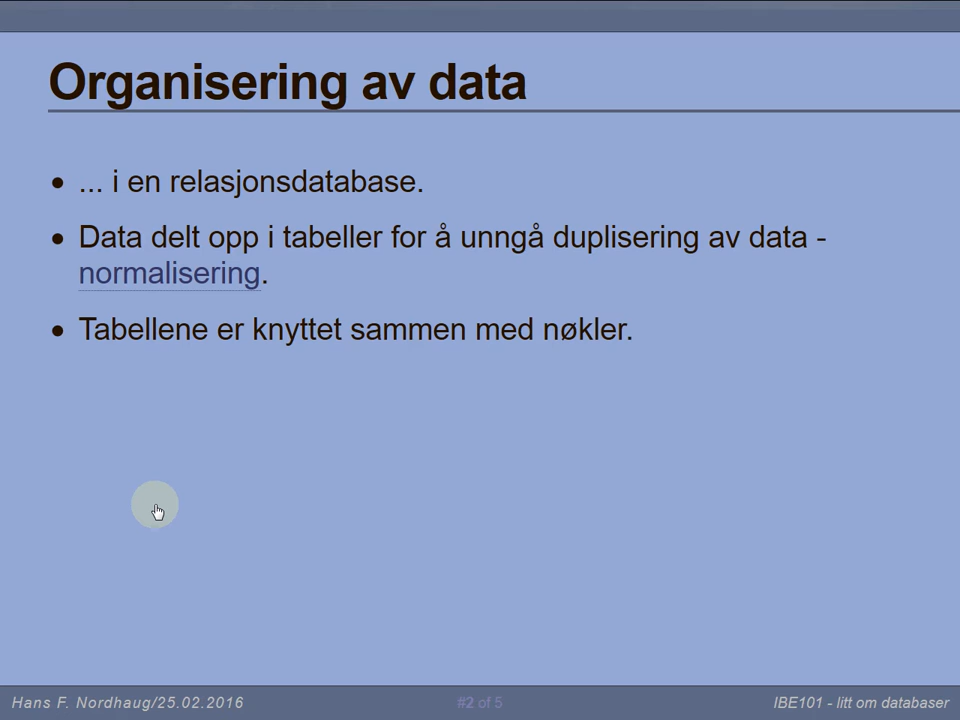 Organisering av data
... i en relasjonsdatabase.
Data delt opp i tabeller for å unngå duplisering av data -
normalisering.
Tabellene er knyttet sammen med nøkler.
Hans F. Nordhaug/25.02.2016
#2 of 5
IBE101 - litt om databaser